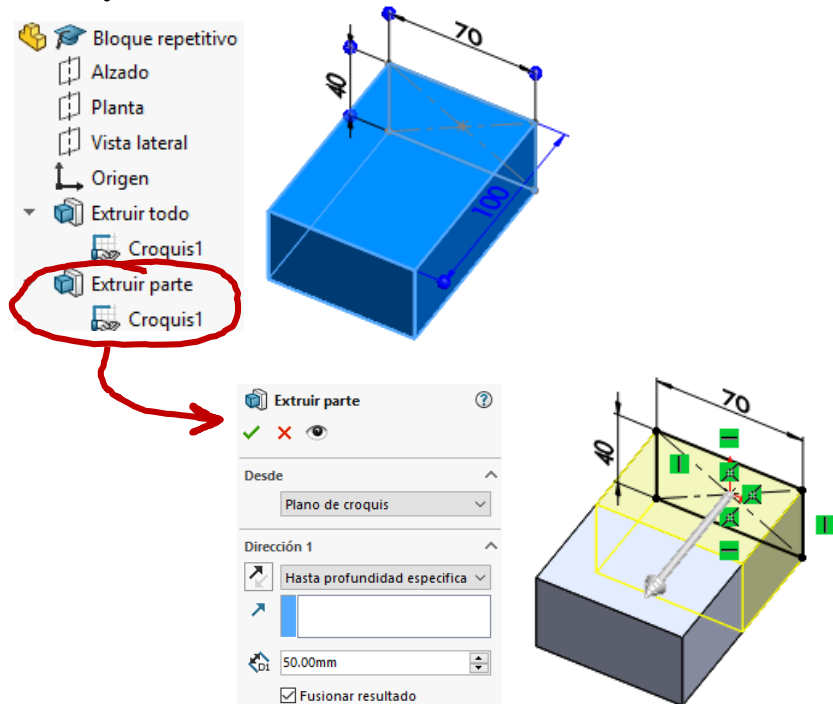 Bloque repetitivo
Alzado
Planta
Vista lateral
Origen
Extruir todo
Croquis1
Extruir parte
Croquis1
70
40
100
Extruir parte
?
Desde
Plano de croquis
Dirección 1
Hasta profundidad especifica
D1
50.00mm
Fusionar resultado
70
40